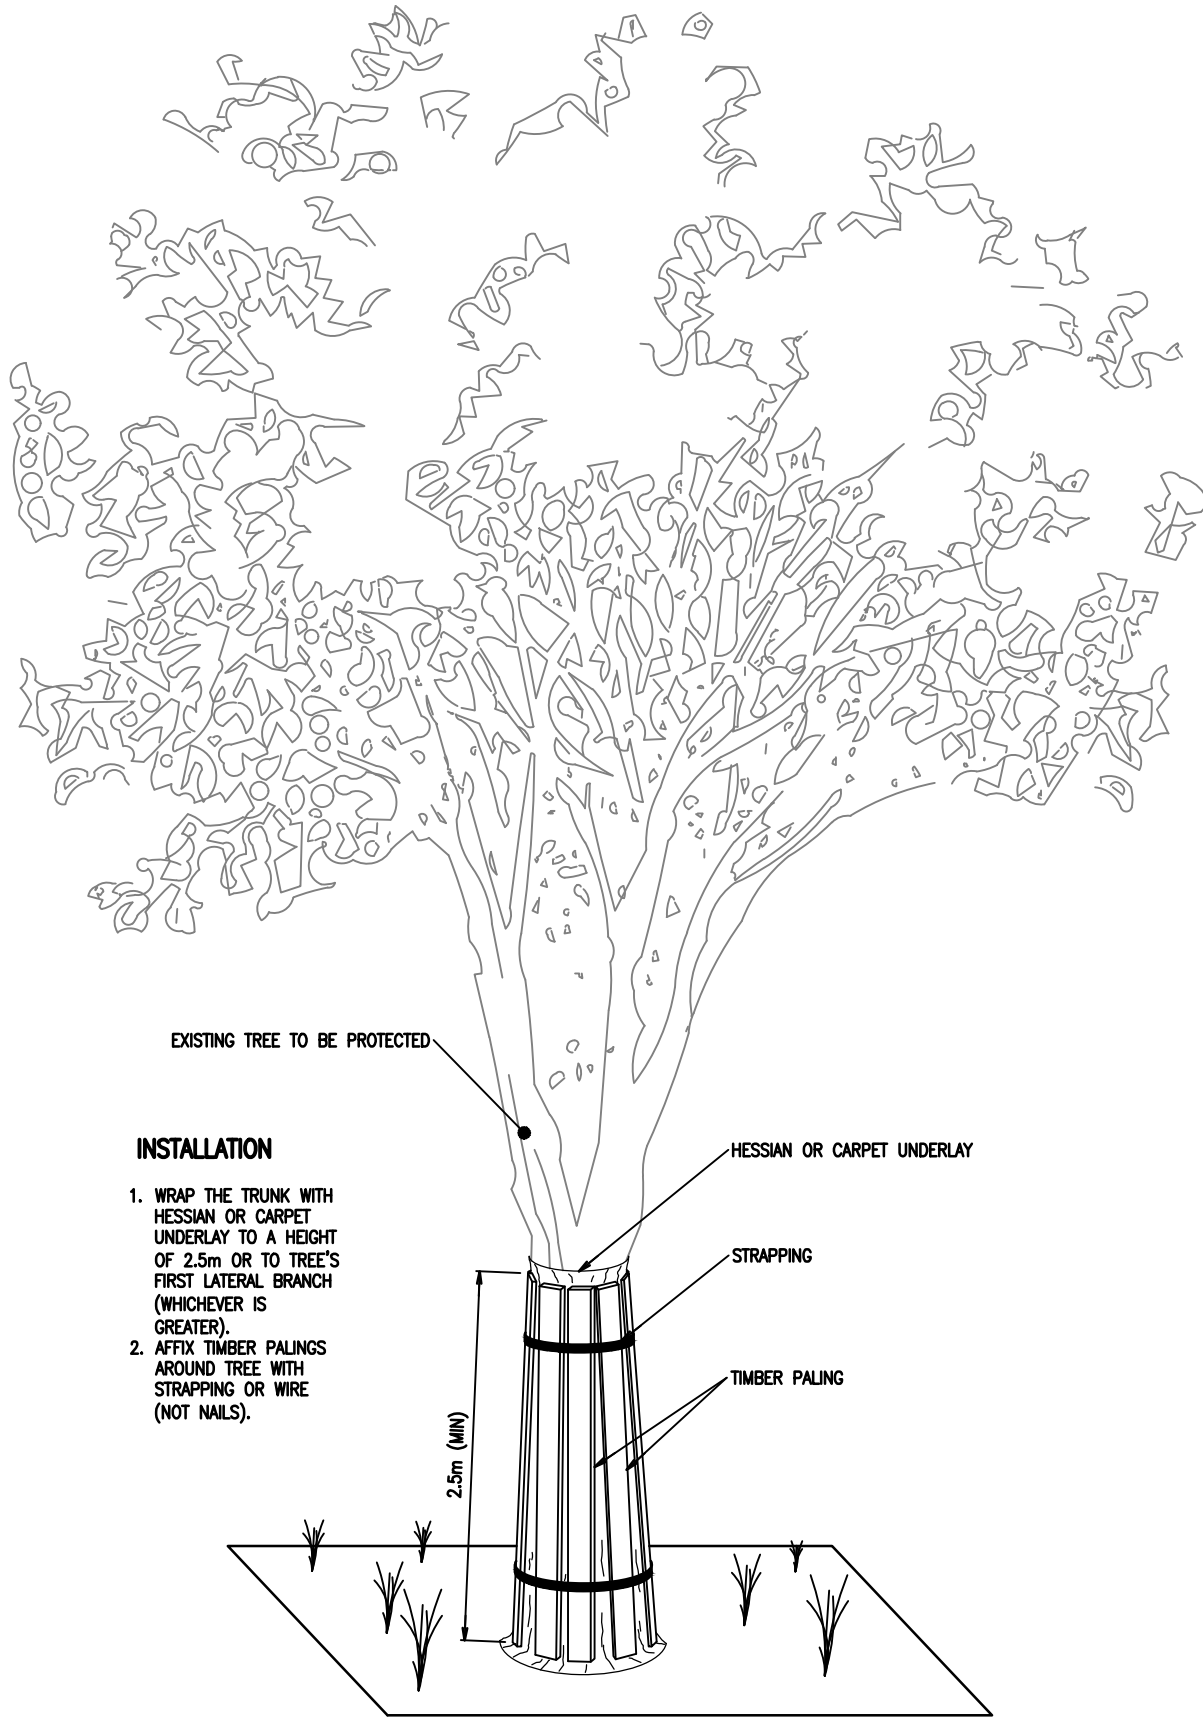 EXISTING TREE TO BE PROTECTED
INSTALLATION
1. WRAP THE TRUNK WITH
HESSIAN OR CARPET
UNDERLAY TO A HEIGHT
OF 2.5m OR TO TREE'S
FIRST LATERAL BRANCH
(WHICHEVER IS
GREATER).
2. AFFIX TIMBER PALINGS
AROUND TREE WITH
STRAPPING OR WIRE
(NOT NAILS).
HESSIAN OR CARPET UNDERLAY
STRAPPING
TIMBER PALING
2.5m (MIN)